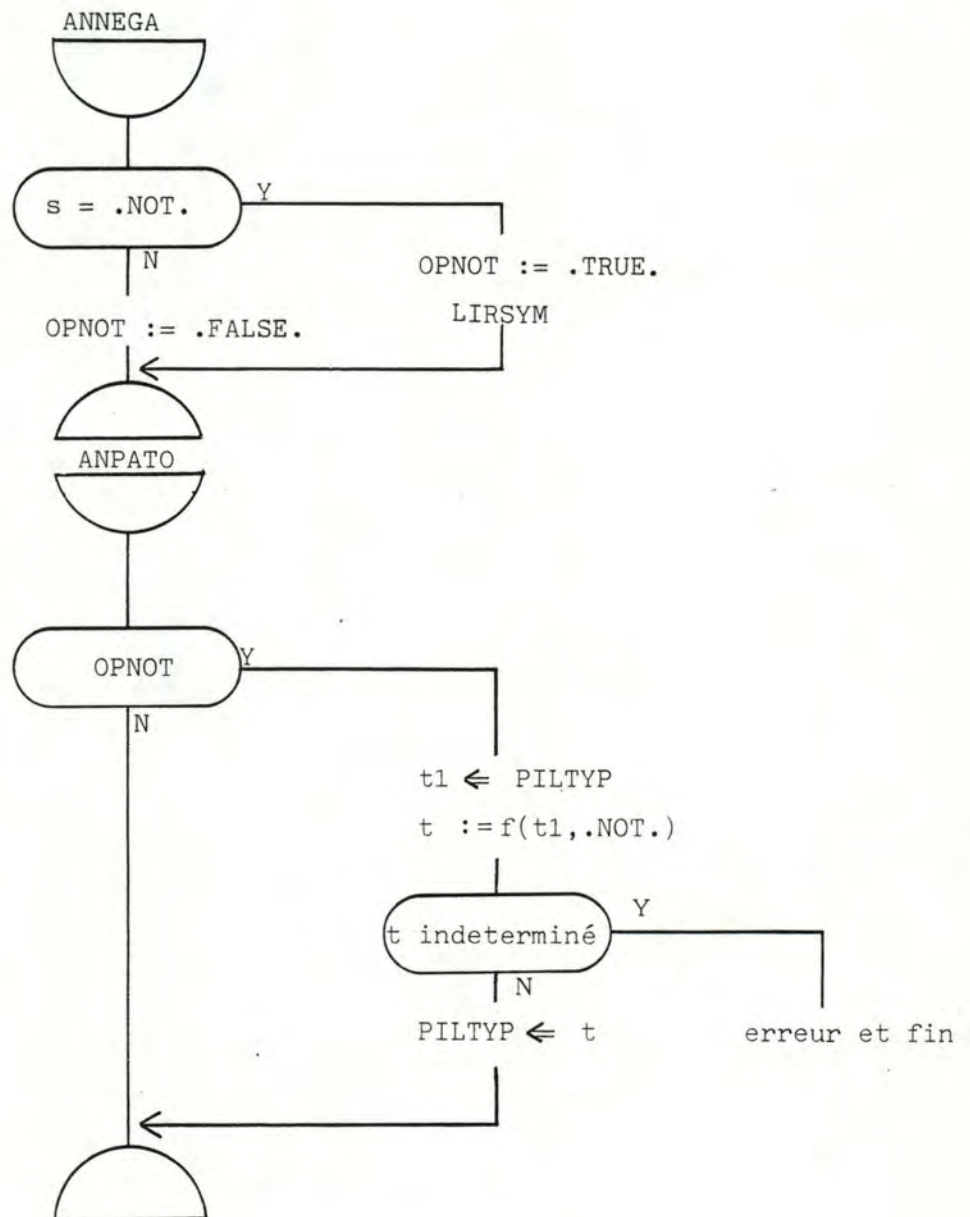 ANNEGA
s = .NOT.
Y
N
OPNOT := .TRUE.
LIRSYM
OPNOT := .FALSE.
ANPATO
OPNOT
Y
N
t1 ⇐ PILTYP
t := f(t1,.NOT.)
t indeterminé
Y
N
PILTYP ⇐ t
erreur et fin